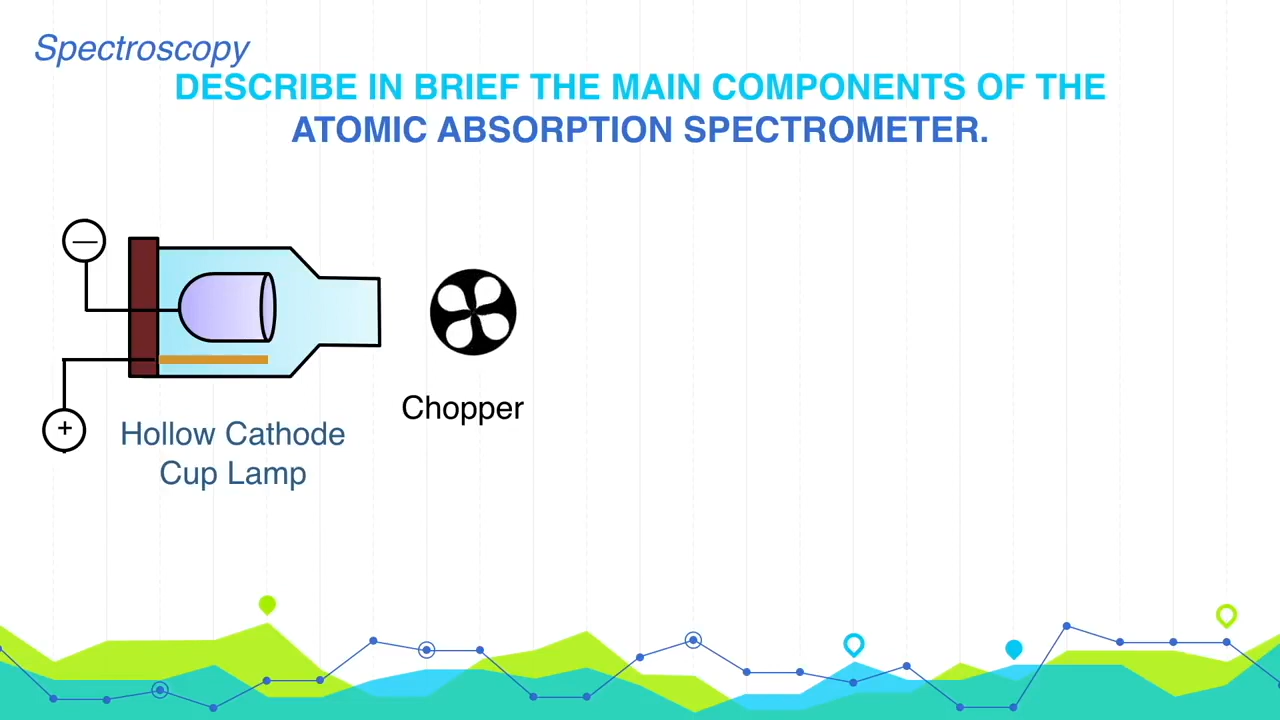 Spectroscopy
DESCRIBE IN BRIEF THE MAIN COMPONENTS OF THE
ATOMIC ABSORPTION SPECTROMETER.
—
+
Chopper
Hollow Cathode
Cup Lamp